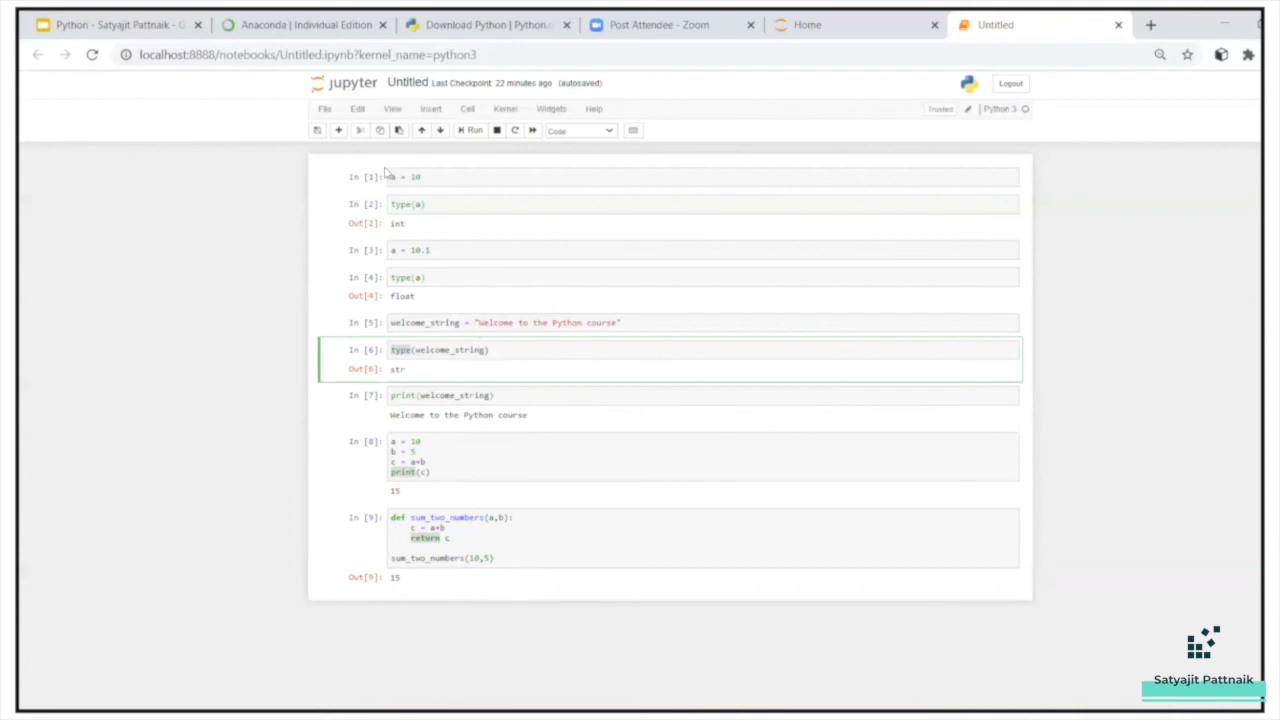 Python - Satyajit Pattnaik - G
Anaconda | Individual Edition
Download Python | Python.o
Post Attendee - Zoom
Home
Untitled
localhost:8888/notebooks/Untitled.ipynb?kernel_name=python3
jupyter Untitled Last Checkpoint: 22 minutes ago (autosaved)
Logout
File Edit View Insert Cell Kernel Widgets Help
Trusted Python 3
Run Code
In [1]: a = 10
In [2]: type(a)
Out[2]: int
In [3]: a = 10.1
In [4]: type(a)
Out[4]: float
In [5]: welcome_string = "Welcome to the Python course"
In [6]: type(welcome_string)
Out[6]: str
In [7]: print(welcome_string)
Welcome to the Python course
In [8]: a = 10
b = 5
c = a+b
print(c)
15
In [9]: def sum_two_numbers(a,b):
c = a+b
return c
sum_two_numbers(10,5)
Out[9]: 15
Satyajit Pattnaik